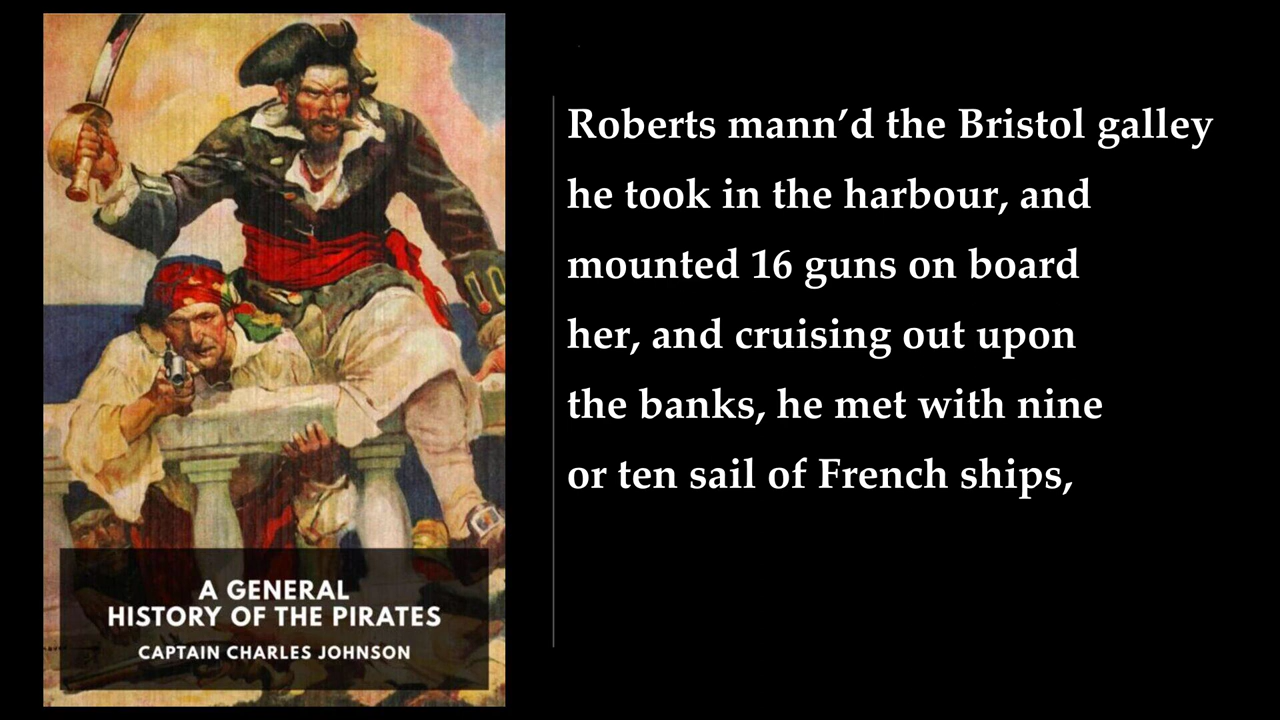 A GENERAL
HISTORY OF THE PIRATES
CAPTAIN CHARLES JOHNSON
Roberts mann’d the Bristol galley
he took in the harbour, and
mounted 16 guns on board
her, and cruising out upon
the banks, he met with nine
or ten sail of French ships,